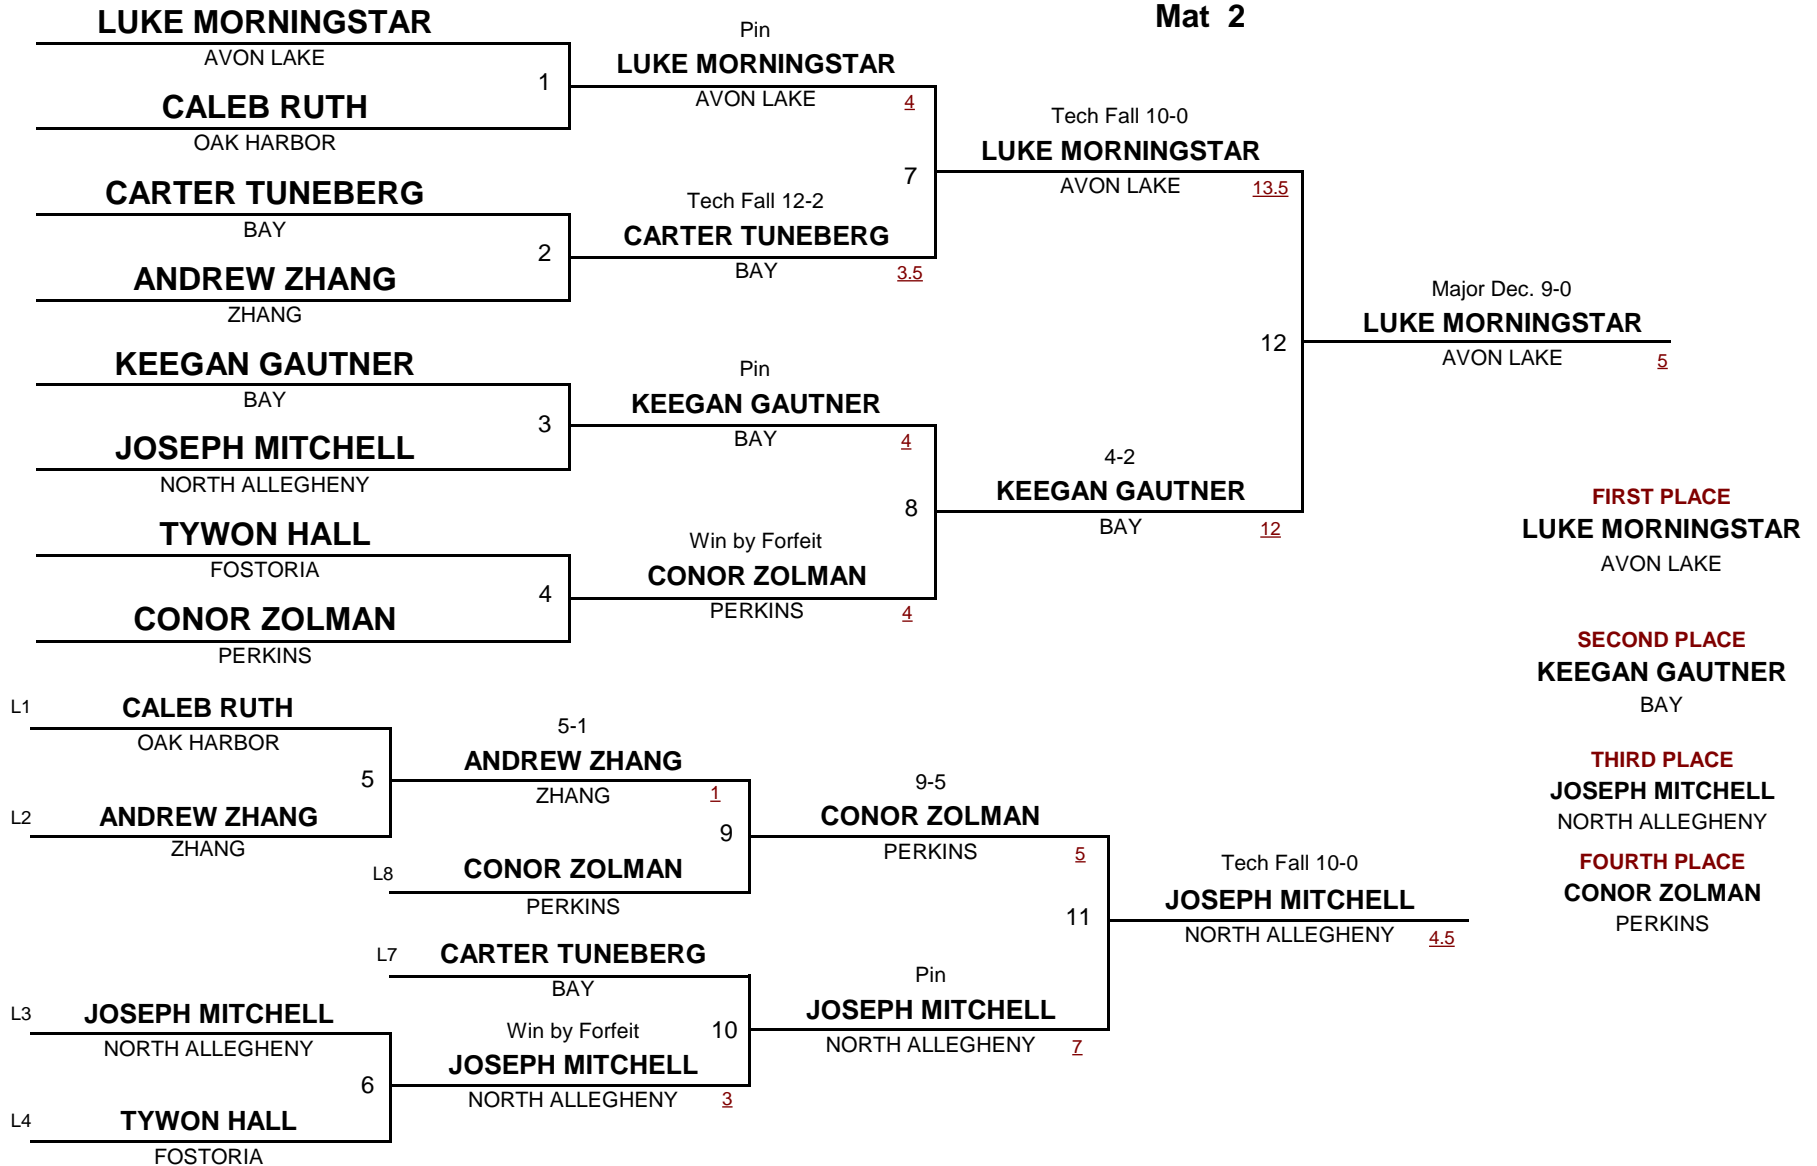 Mat 2
LUKE MORNINGSTAR
AVON LAKE
1
CALEB RUTH
OAK HARBOR
CARTER TUNEBERG
BAY
2
ANDREW ZHANG
ZHANG
KEEGAN GAUTNER
BAY
3
JOSEPH MITCHELL
NORTH ALLEGHENY
TYWON HALL
FOSTORIA
4
CONOR ZOLMAN
PERKINS
Pin
LUKE MORNINGSTAR
AVON LAKE 4
7
Tech Fall 12-2
CARTER TUNEBERG
BAY 3.5
Pin
KEEGAN GAUTNER
BAY 4
8
Win by Forfeit
CONOR ZOLMAN
PERKINS 4
Tech Fall 10-0
LUKE MORNINGSTAR
AVON LAKE 13.5
12
4-2
KEEGAN GAUTNER
BAY 12
Major Dec. 9-0
LUKE MORNINGSTAR
AVON LAKE 5
FIRST PLACE
LUKE MORNINGSTAR
AVON LAKE
SECOND PLACE
KEEGAN GAUTNER
BAY
THIRD PLACE
JOSEPH MITCHELL
NORTH ALLEGHENY
FOURTH PLACE
CONOR ZOLMAN
PERKINS
L1 CALEB RUTH
OAK HARBOR
5
L2 ANDREW ZHANG
ZHANG
L3 JOSEPH MITCHELL
NORTH ALLEGHENY
6
L4 TYWON HALL
FOSTORIA
5-1
ANDREW ZHANG
ZHANG 1
9
L8 CONOR ZOLMAN
PERKINS
L7 CARTER TUNEBERG
BAY
10
Win by Forfeit
JOSEPH MITCHELL
NORTH ALLEGHENY 3
9-5
CONOR ZOLMAN
PERKINS 5
11
Pin
JOSEPH MITCHELL
NORTH ALLEGHENY 7
Tech Fall 10-0
JOSEPH MITCHELL
NORTH ALLEGHENY 4.5